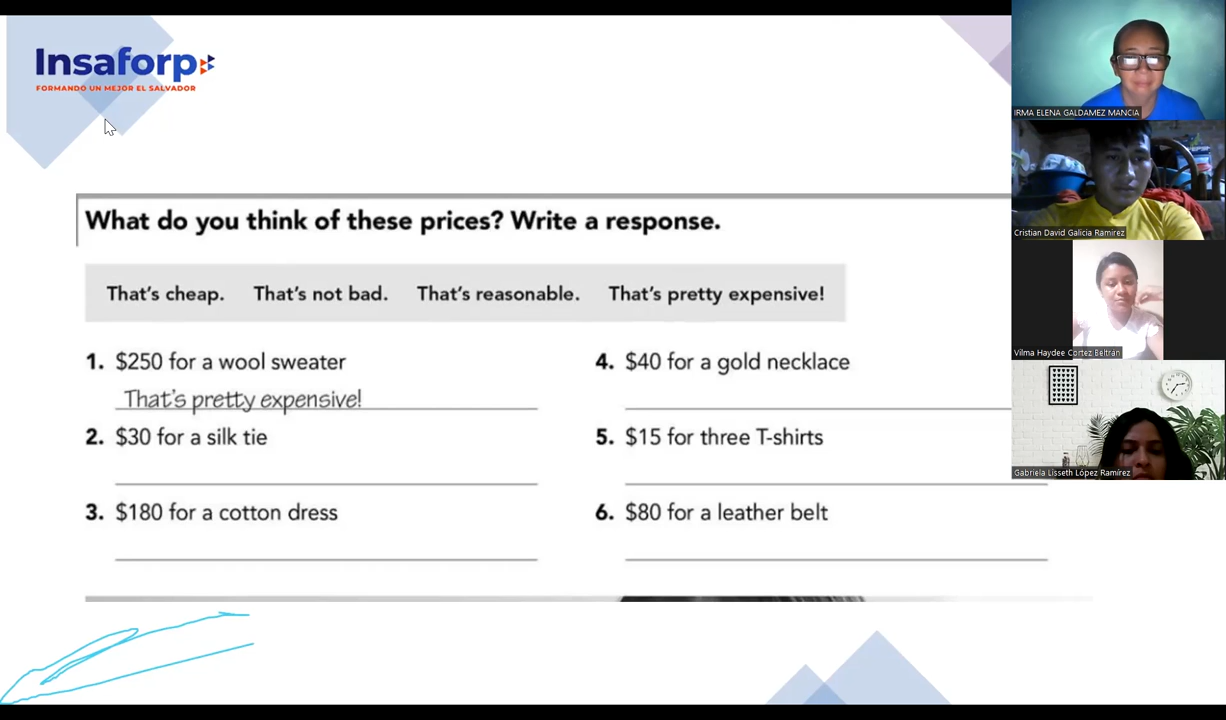 Insaforp
FORMANDO UN MEJOR EL SALVADOR
What do you think of these prices? Write a response.
That's cheap. That's not bad. That's reasonable. That's pretty expensive!
1. $250 for a wool sweater
That's pretty expensive!
2. $30 for a silk tie
3. $180 for a cotton dress
4. $40 for a gold necklace
5. $15 for three T-shirts
6. $80 for a leather belt
IRMA ELENA GALDAMEZ MANCIA
Cristian David Galicia Ramirez
Vilma Haydee Cortez Beltran
Gabriela Lisseth López Ramírez